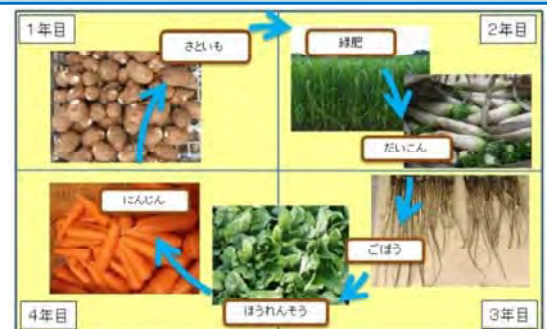 1年目
さといも
緑肥
2年目
だいこん
にんじん
ごぼう
ほうれんそう
4年目
3年目